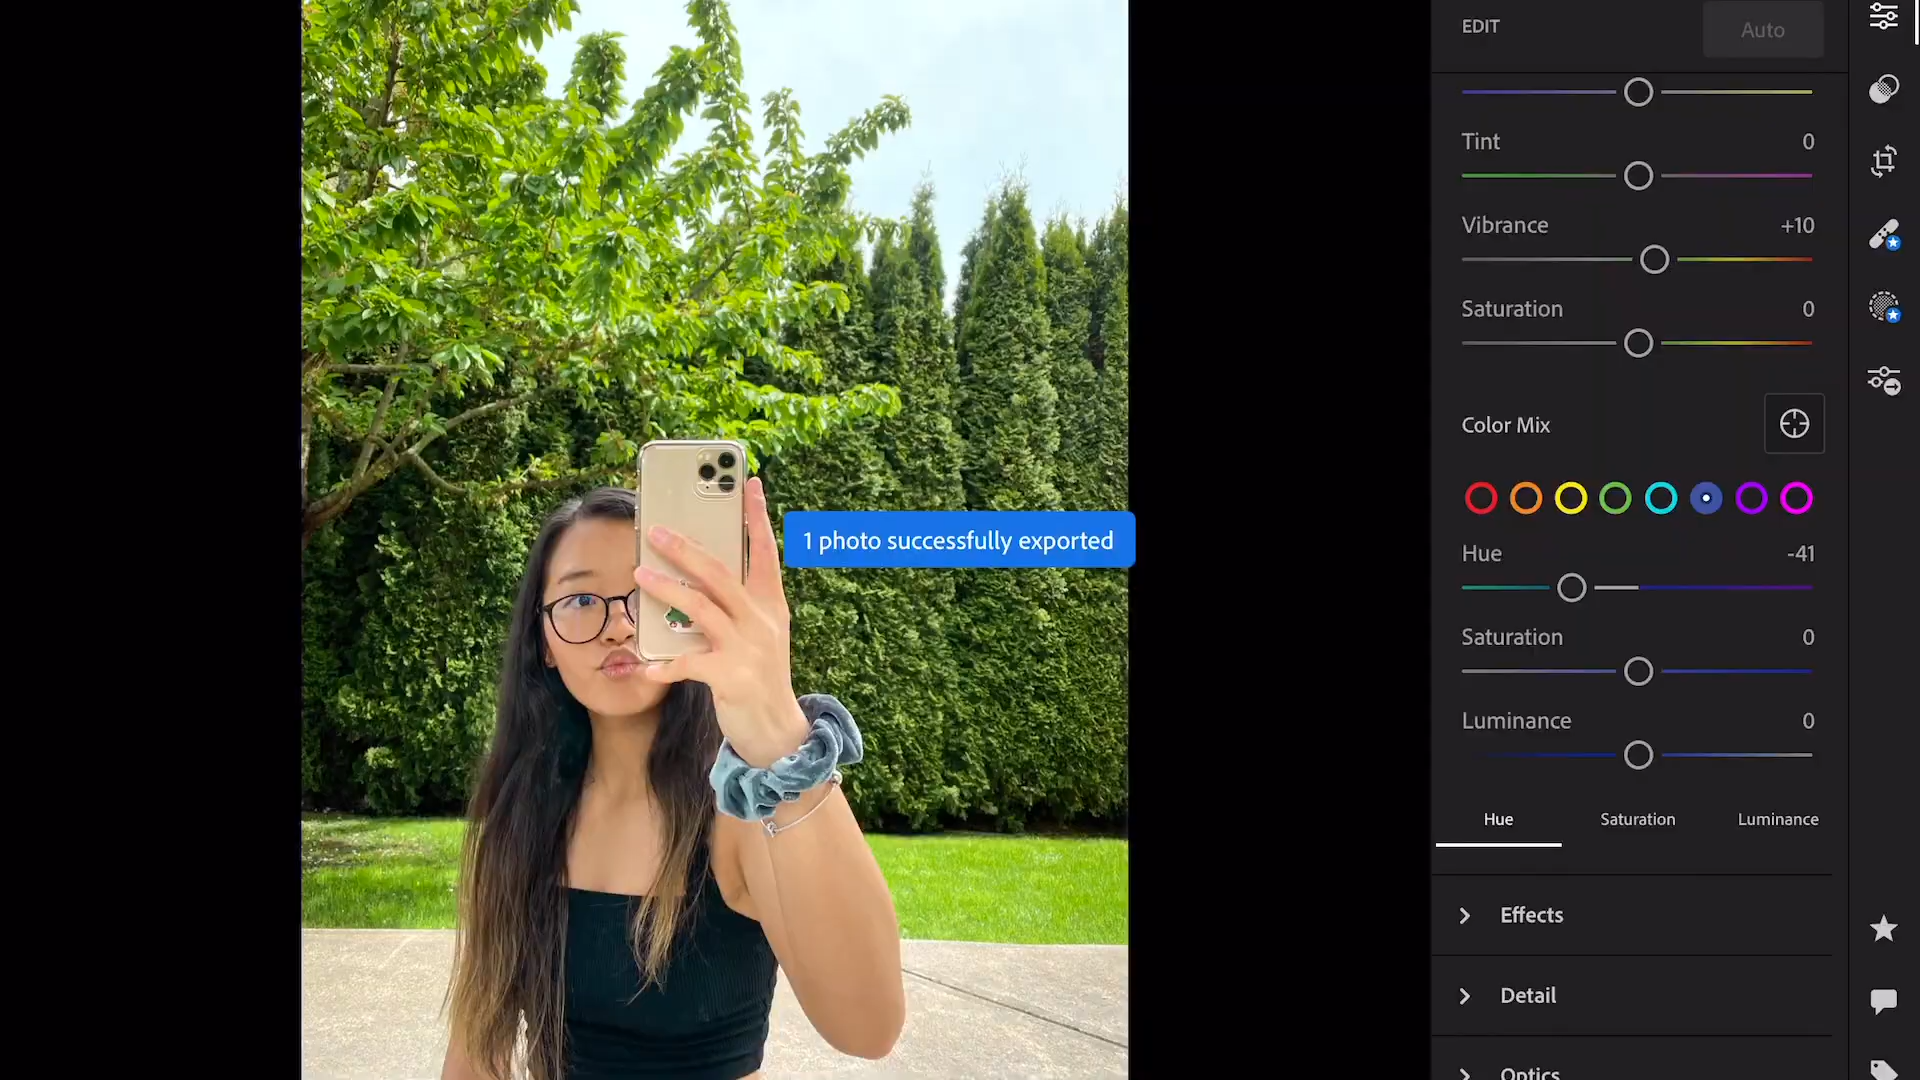 EDIT
Auto
Tint 0
Vibrance +10
Saturation 0
Color Mix
1 photo successfully exported
Hue -41
Saturation 0
Luminance 0
Hue Saturation Luminance
Effects
Detail
Optics